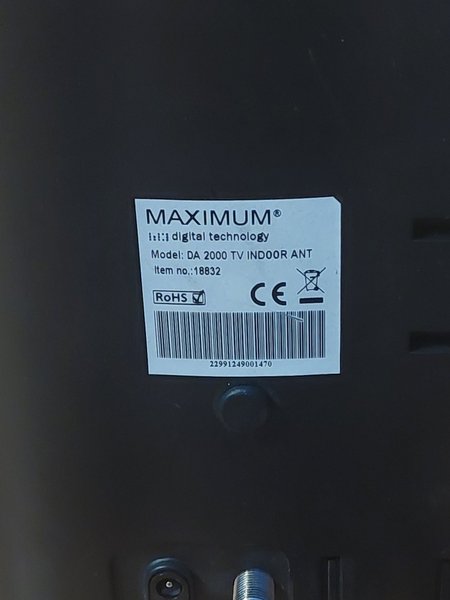 MAXIMUM®
digital technology
Model: DA 2000 TV INDOOR ANT
Item no.:18832
RoHS
CE
22991249001470